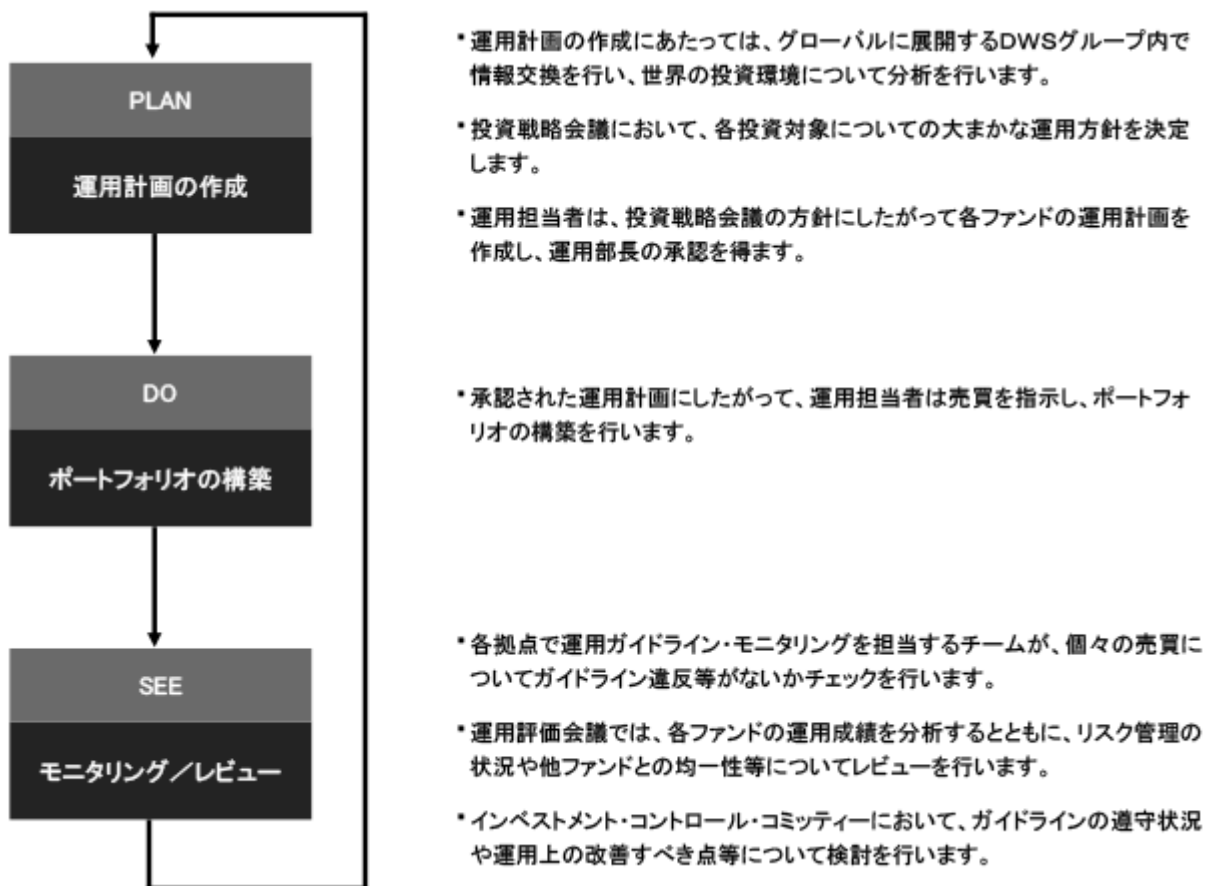 PLAN
運用計画の作成
*運用計画の作成にあたっては、グローバルに展開するDWSグループ内で
情報交換を行い、世界の投資環境について分析を行います。
*投資戦略会議において、各投資対象についての大まかな運用方針を決定
します。
*運用担当者は、投資戦略会議の方針にしたがって各ファンドの運用計画を
作成し、運用部長の承認を得ます。
DO
ポートフォリオの構築
*承認された運用計画にしたがって、運用担当者は売買を指示し、ポートフォ
リオの構築を行います。
SEE
モニタリング／レビュー
*各拠点で運用ガイドライン・モニタリングを担当するチームが、個々の売買に
ついてガイドライン違反等がないかチェックを行います。
*運用評価会議では、各ファンドの運用成績を分析するとともに、リスク管理の
状況や他ファンドとの均一性等についてレビューを行います。
*インベストメント・コントロール・コミッティーにおいて、ガイドラインの遵守状況
や運用上の改善すべき点等について検討を行います。